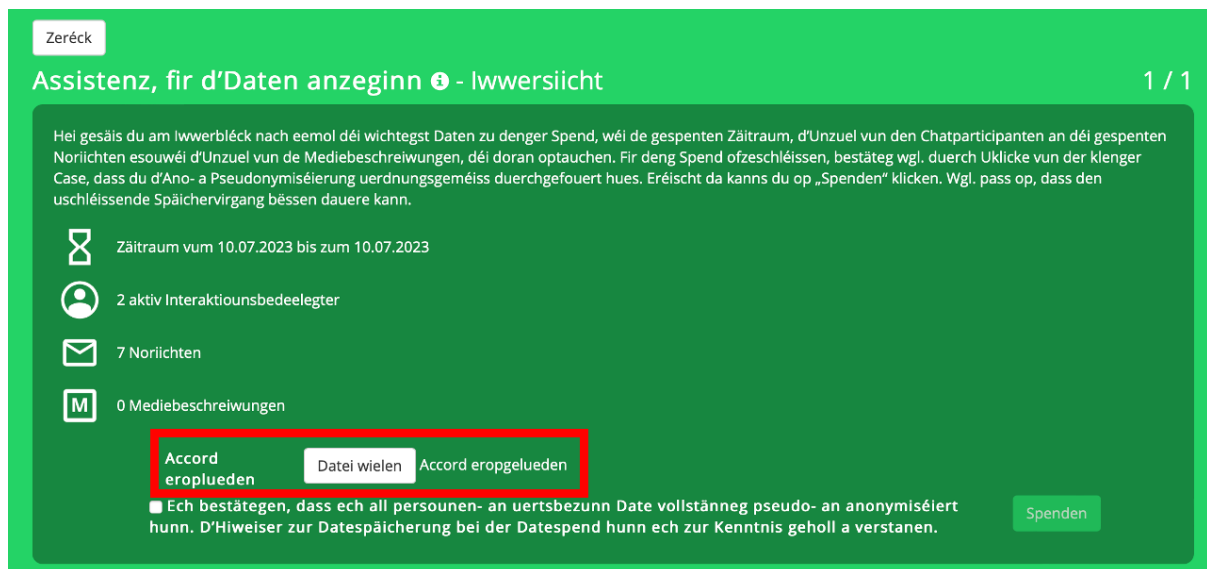 Zeréck
Assistenz, fir d'Daten anzeginn i - Iwwersiicht 1 / 1
Hei gesäis du am Iwwerbléck nach eemol déi wichtegst Daten zu denger Spend, wéi de gespenten Zäitraum, d'Unzuel vun den Chatparticipanten an déi gespenten
Noriichten esouwéi d'Unzuel vun de Mediebeschreiwungen, déi doran optauchen. Fir deng Spend ofzeschléissen, bestäteg wgl. duerch Uklicke vun der klenger
Case, dass du d'Ano- a Pseudonymiséierung uerdnungsgeméiss duerchgefouert hues. Eréischt da kanns du op „Spenden“ klicken. Wgl. pass op, dass den
uschléissende Späichervirgang bëssen dauere kann.
Zäitraum vum 10.07.2023 bis zum 10.07.2023
2 aktiv Interaktiounsbedeelegter
7 Noriichten
M 0 Mediebeschreiwungen
Accord
eroplueden
Datei wielen Accord eropgelueden
Ech bestätegen, dass ech all persounen- an uertsbezunn Date vollstänneg pseudo- an anonymiséiert
hunn. D'Hiweiser zur Datespäicherung bei der Datespend hunn ech zur Kenntnis geholl a verstanen.
Spenden